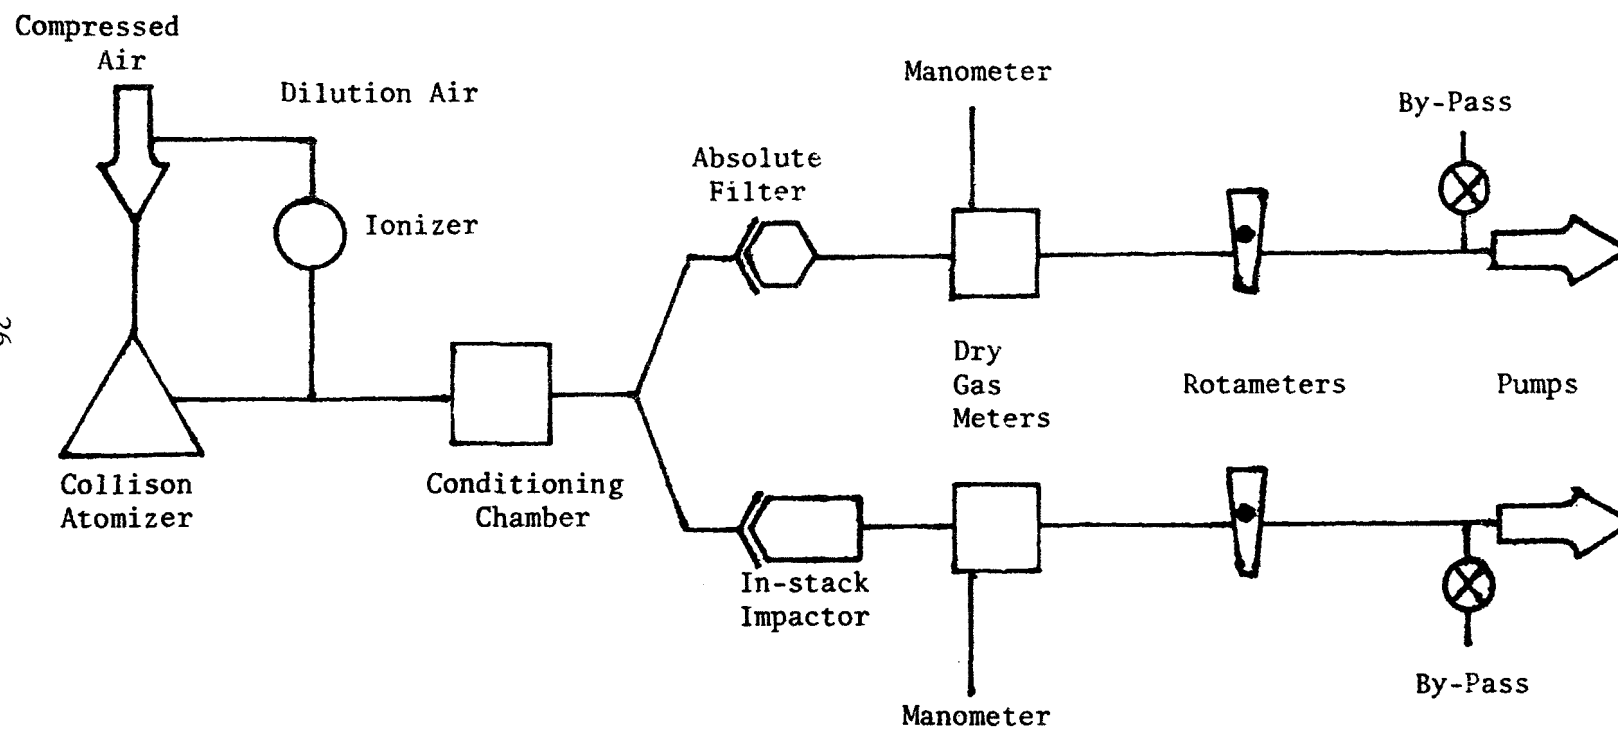 Compressed
Air
Dilution Air
Ionizer
Collison
Atomizer
Conditioning
Chamber
Absolute
Filter
In-stack
Impactor
Manometer
Dry
Gas
Meters
Manometer
Rotameters
By-Pass
Pumps
By-Pass
26